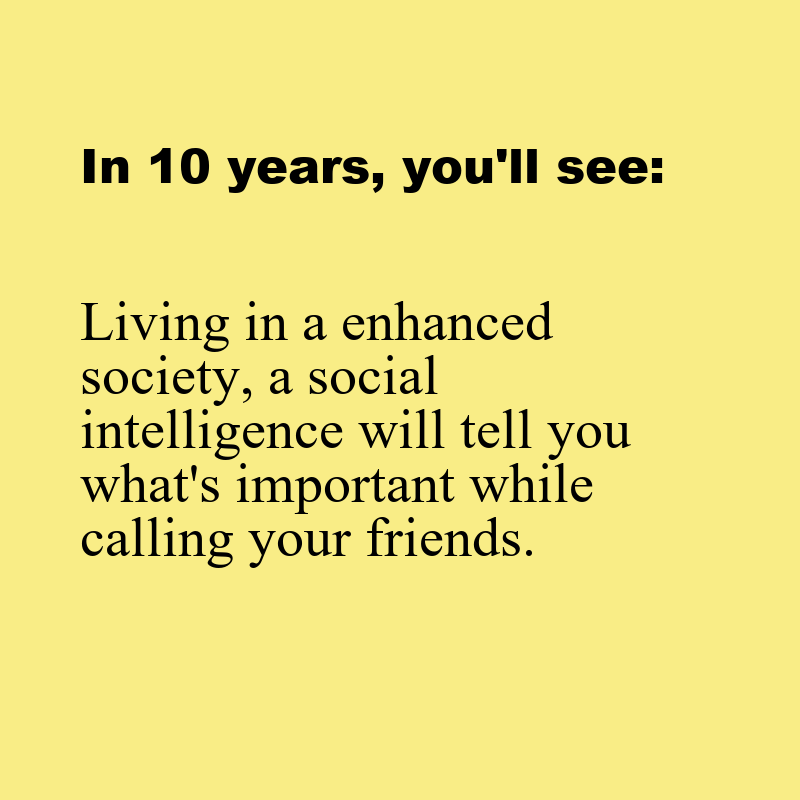 In 10 years, you'll see:
Living in a enhanced
society, a social
intelligence will tell you
what's important while
calling your friends.